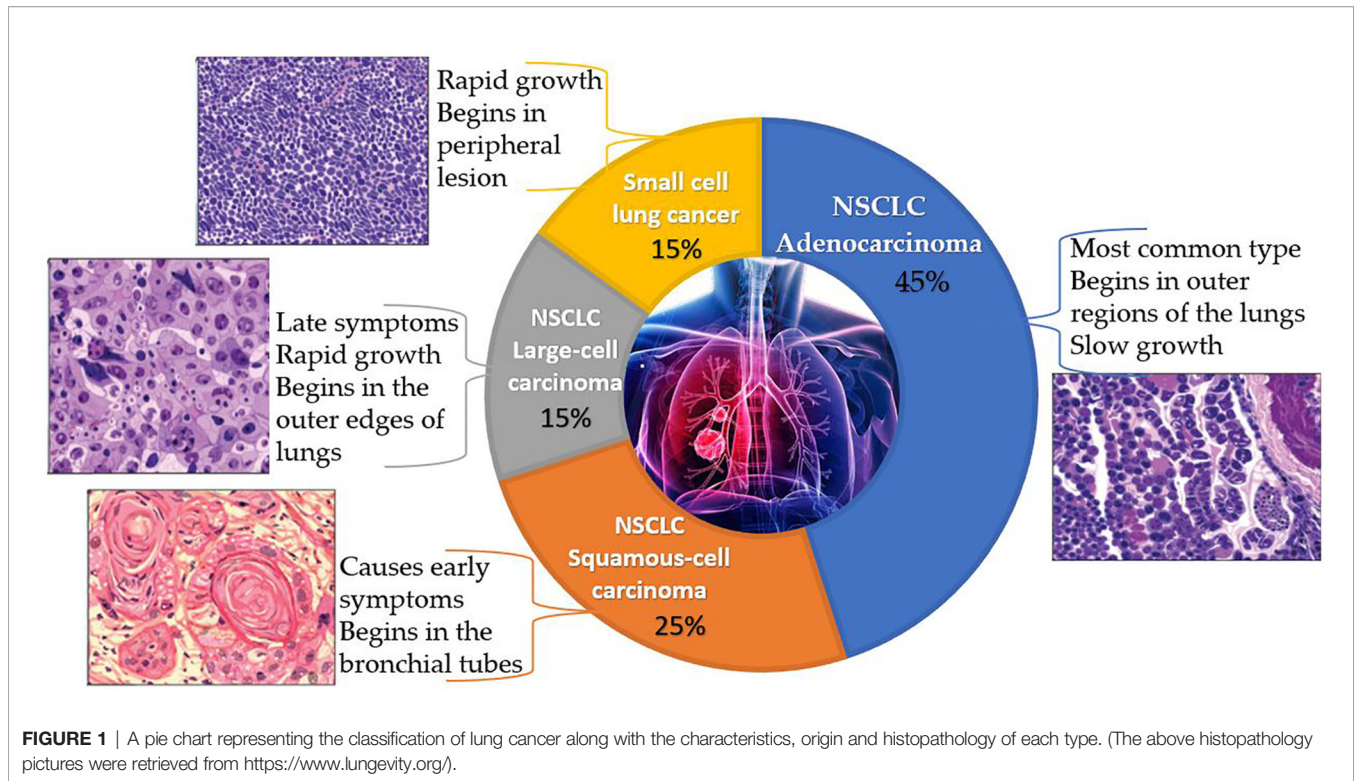 Rapid growth
Begins in
peripheral
lesion
Small cell
lung cancer
15%
NSCLC
Adenocarcinoma
45%
Most common type
Begins in outer
regions of the lungs
Slow growth
Late symptoms
Rapid growth
Begins in the
outer edges of
lungs
NSCLC
Large-cell
carcinoma
15%
NSCLC
Squamous-cell
carcinoma
25%
Causes early
symptoms
Begins in the
bronchial tubes
FIGURE 1 | A pie chart representing the classification of lung cancer along with the characteristics, origin and histopathology of each type. (The above histopathology
pictures were retrieved from https://www.lungevity.org/).